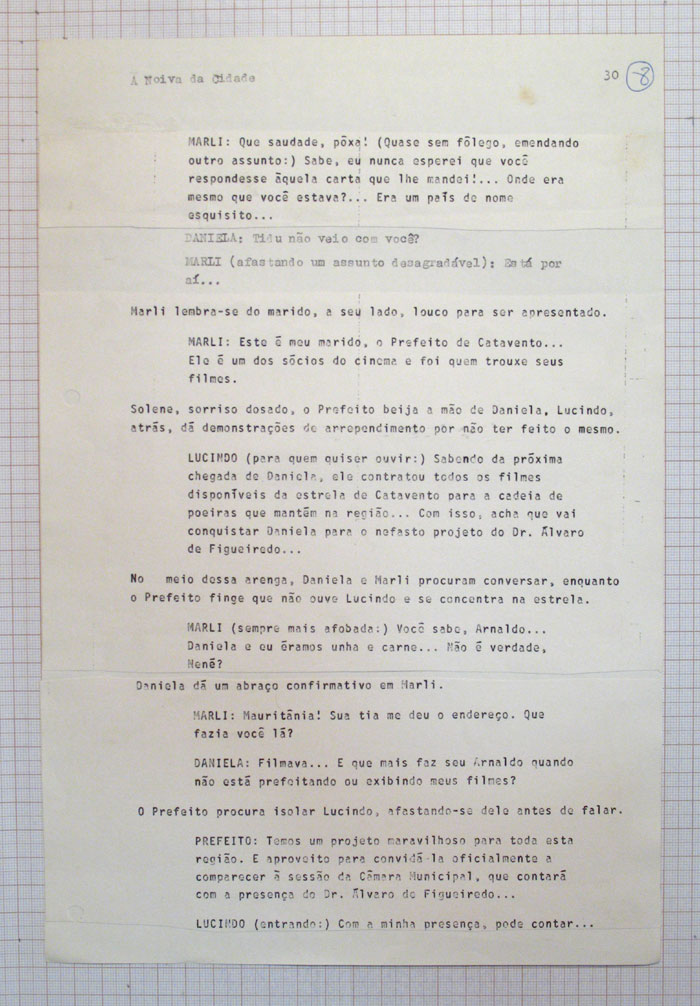 A Noiva da Cidade
30 -8
MARLI: Que saudade, pôxa! (Quase sem fôlego, emendando
outro assunto:) Sabe, eu nunca esperei que você
respondesse àquela carta que lhe mandei!... Onde era
mesmo que você estava?... Era um país de nome
esquisito...
DANIELA: Tidu não veio com você?
MARLI (afastando um assunto desagradável): Está por
aí...
Marli lembra-se do marido, a seu lado, louco para ser apresentado.
MARLI: Este é meu marido, o Prefeito de Catavento...
Ele é um dos sócios do cinema e foi quem trouxe seus
filmes.
Solene, sorriso dosado, o Prefeito beija a mão de Daniela, Lucindo,
atrás, dá demonstrações de arrependimento por não ter feito o mesmo.
LUCINDO (para quem quiser ouvir:) Sabendo da próxima
chegada de Daniela, ele contratou todos os filmes
disponíveis da estrela de Catavento para a cadeia de
poeiras que mantém na região... Com isso, acha que vai
conquistar Daniela para o nefasto projeto do Dr. Álvaro
de Figueiredo...
No meio dessa arenga, Daniela e Marli procuram conversar, enquanto
o Prefeito finge que não ouve Lucindo e se concentra na estrela.
MARLI (sempre mais afobada:) Você sabe, Arnaldo...
Daniela e eu éramos unha e carne... Não é verdade,
Nenê?
Daniela dá um abraço confirmativo em Marli.
MARLI: Mauritânia! Sua tia me deu o endereço. Que
fazia você lá?
DANIELA: Filmava... E que mais faz seu Arnaldo quando
não está prefeitando ou exibindo meus filmes?
O Prefeito procura isolar Lucindo, afastando-se dele antes de falar.
PREFEITO: Temos um projeto maravilhoso para toda esta
região. E aproveito para convidá-la oficialmente a
comparecer à sessão da Câmara Municipal, que contará
com a presença do Dr. Álvaro de Figueiredo...
LUCINDO (entrando:) Com a minha presença, pode contar...